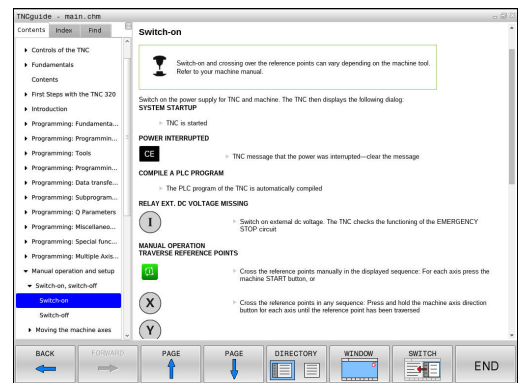 TNCguide - main.chm
Contents
Index
Find
Controls of the TNC
Fundamentals
Contents
First Steps with the TNC 320
Introduction
Programming: Fundamenta...
Programming: Programmin...
Programming: Tools
Programming: Programmin...
Programming: Data transfe...
Programming: Subprogram...
Programming: Q Parameters
Programming: Miscellaneo...
Programming: Special func...
Programming: Multiple Axis...
Manual operation and setup
Switch-on, switch-off
Switch-on
Switch-off
Moving the machine axes
Switch-on
Switch-on and crossing over the reference points can vary depending on the machine tool.
Refer to your machine manual.
Switch on the power supply for TNC and machine. The TNC then displays the following dialog:
SYSTEM STARTUP
TNC is started
POWER INTERRUPTED
CE
TNC message that the power was interrupted—clear the message
COMPILE A PLC PROGRAM
The PLC program of the TNC is automatically compiled
RELAY EXT. DC VOLTAGE MISSING
I
Switch on external dc voltage. The TNC checks the functioning of the EMERGENCY
STOP circuit
MANUAL OPERATION
TRAVERSE REFERENCE POINTS
Cross the reference points manually in the displayed sequence: For each axis press the
machine START button, or
X
Cross the reference points in any sequence: Press and hold the machine axis direction
button for each axis until the reference point has been traversed
Y
BACK
FORWARD
PAGE
PAGE
DIRECTORY
WINDOW
SWITCH
END